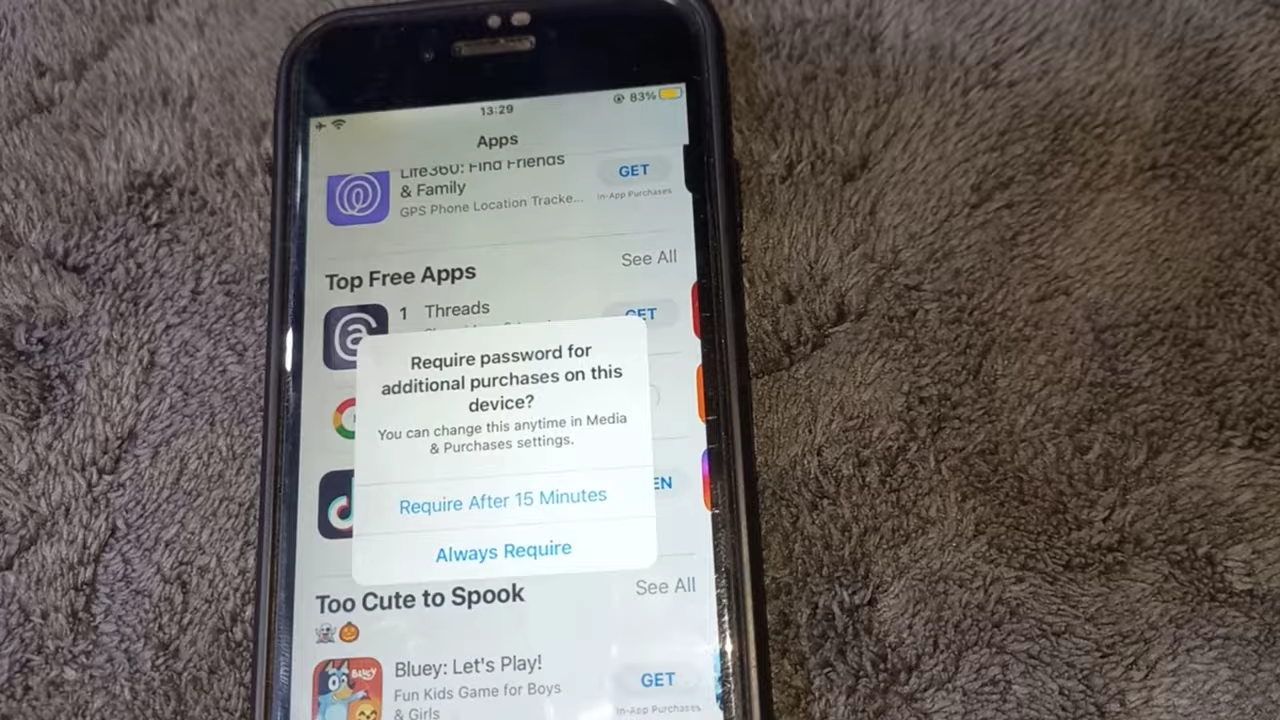 13:29
83%
Apps
Life360: Find Friends
& Family
GPS Phone Location Tracke...
GET
In-App Purchases
Top Free Apps
See All
1 Threads
GET
Require password for
additional purchases on this
device?
You can change this anytime in Media
& Purchases settings.
EN
Require After 15 Minutes
Always Require
Too Cute to Spook
See All
BLUEY
Bluey: Let's Play!
Fun Kids Game for Boys
& Girls
GET
In-App Purchases